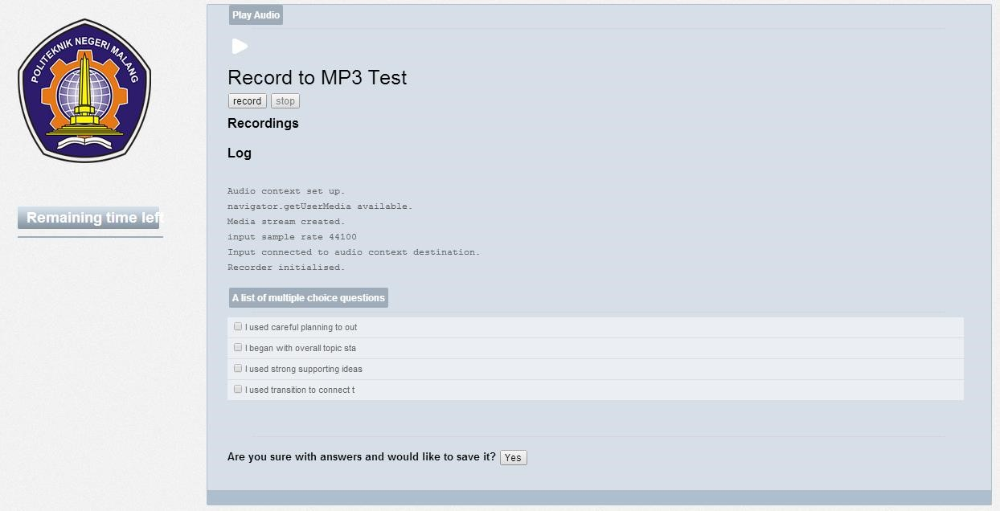 POLITEKNIK NEGERI MALANG
Remaining time left
Play Audio
Record to MP3 Test
record stop
Recordings
Log
Audio context set up.
navigator.getUserMedia available.
Media stream created.
input sample rate 44100
Input connected to audio context destination.
Recorder initialised.
A list of multiple choice questions
I used careful planning to out
I began with overall topic sta
I used strong supporting ideas
I used transition to connect t
Are you sure with answers and would like to save it? Yes